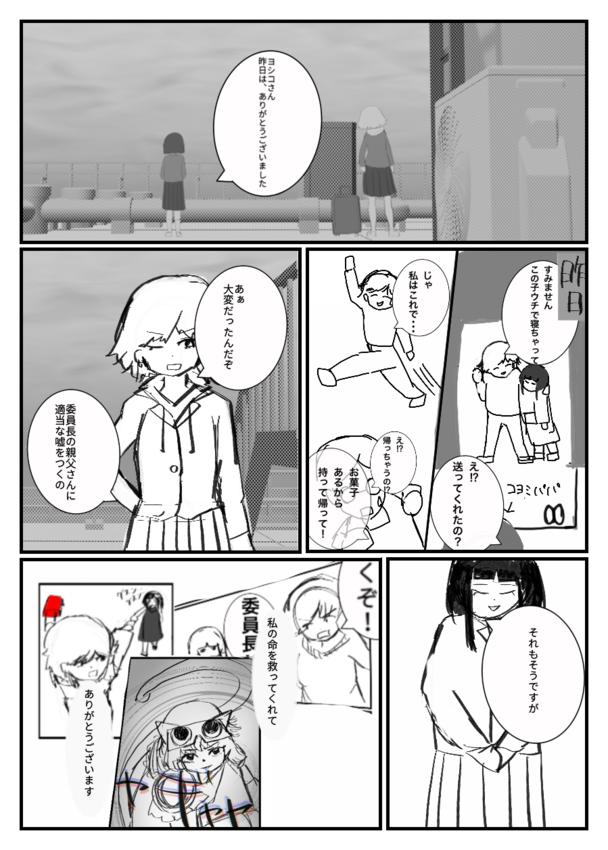 ヨシコさん
昨日は、ありがとうございました
昨日
すみません
この子ウチで寝ちゃって
え!?
送ってくれたの?
コヨミパパ
じゃ
私はこれで・・・
え!?
帰っちゃうの!?
お菓子
あるから
持って帰って!
あぁ
大変だったんだぞ
委員長の親父さんに
適当な嘘をつくの
それもそうですが
くぞ!
委員長
私の命を救ってくれて
ありがとうございます